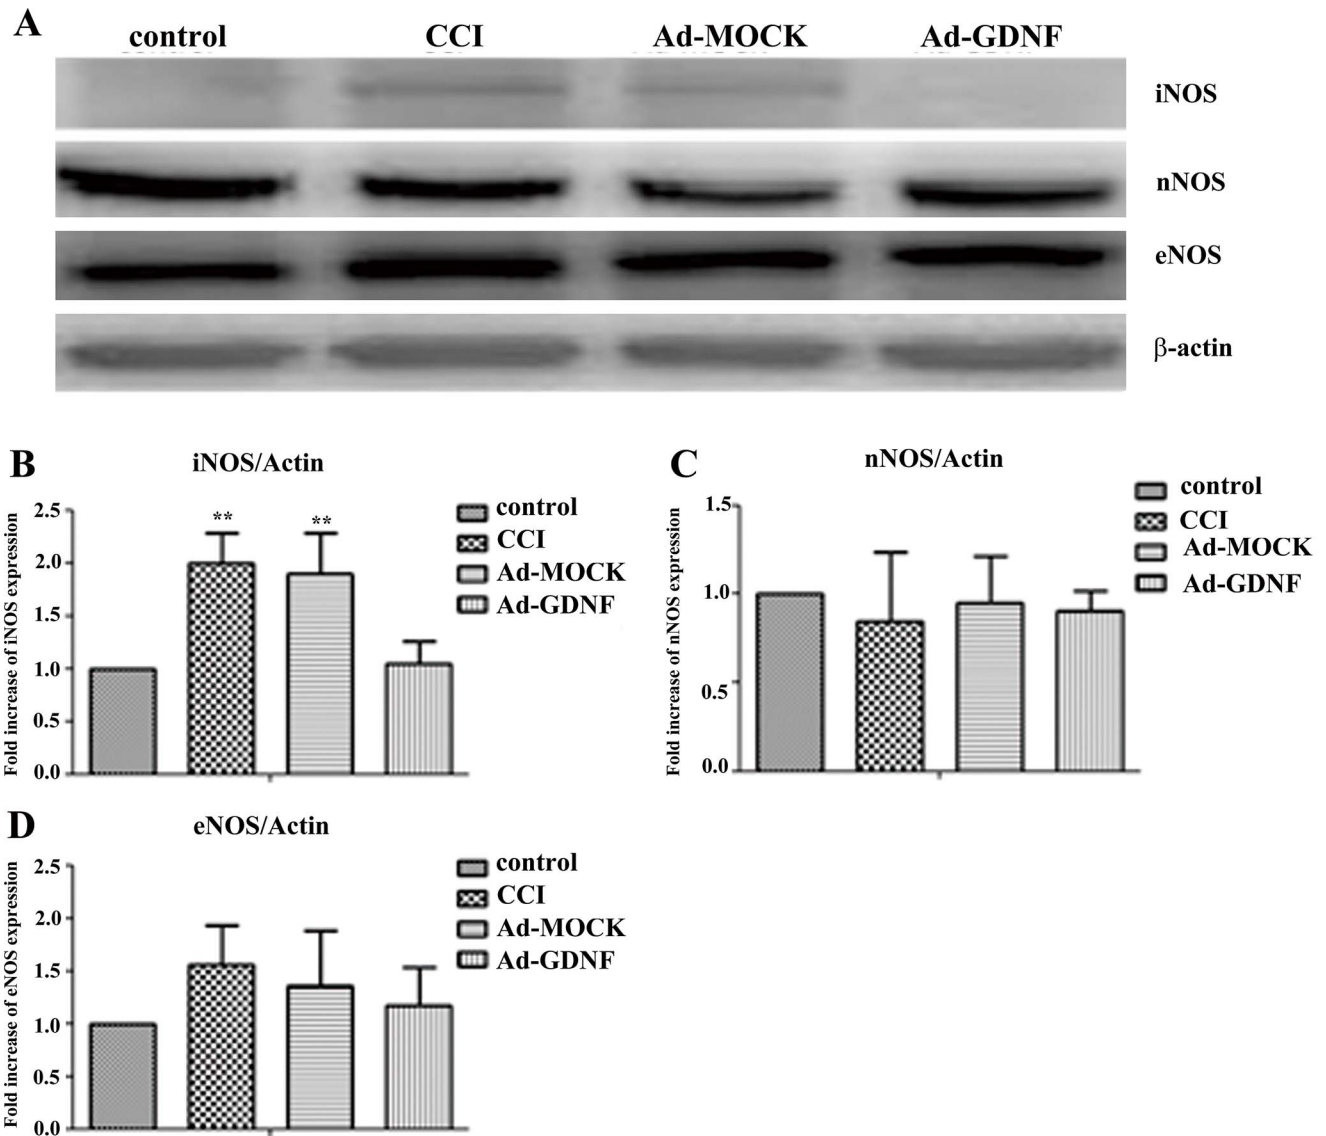 A
control CCI Ad-MOCK Ad-GDNF
iNOS
nNOS
eNOS
β-actin
B
iNOS/Actin
Fold increase of iNOS expression
2.5
2.0
1.5
1.0
0.5
0.0
**
**
control
CCI
Ad-MOCK
Ad-GDNF
C
nNOS/Actin
Fold increase of nNOS expression
1.5
1.0
0.5
0.0
control
CCI
Ad-MOCK
Ad-GDNF
D
eNOS/Actin
Fold increase of eNOS expression
2.5
2.0
1.5
1.0
0.5
0.0
control
CCI
Ad-MOCK
Ad-GDNF